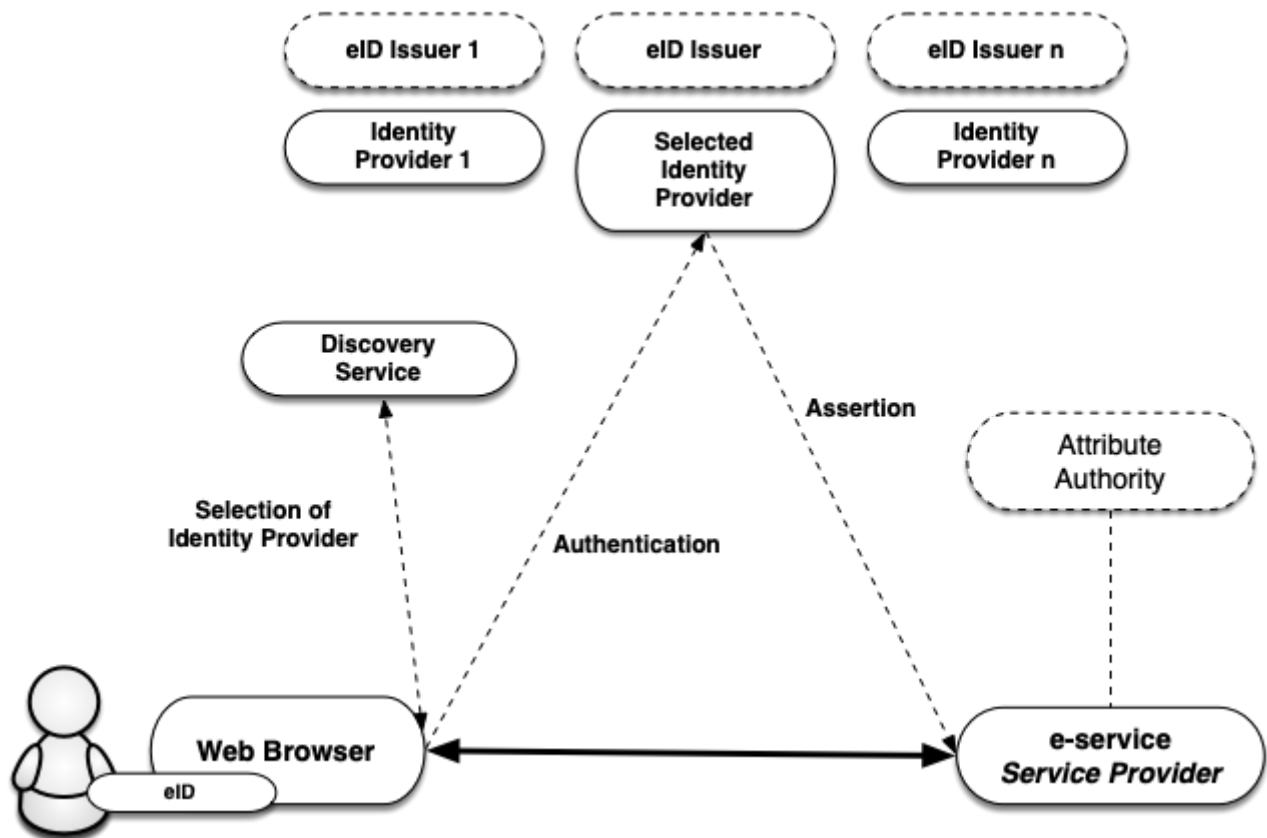 eID Issuer 1
eID Issuer
eID Issuer n
Identity
Provider 1
Selected
Identity
Provider
Identity
Provider n
Discovery
Service
Assertion
Attribute
Authority
Selection of
Identity Provider
Authentication
Web Browser
eID
e-service
Service Provider